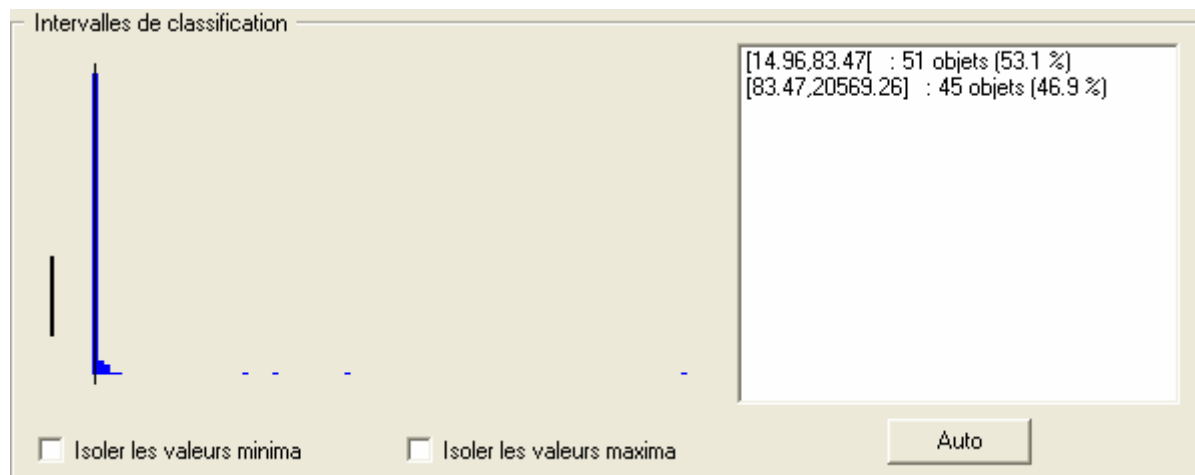 Intervalles de classification
[14.96,83.47[ : 51 objets (53.1 %)
[83.47,20569.26] : 45 objets (46.9 %)
Isoler les valeurs minima
Isoler les valeurs maxima
Auto